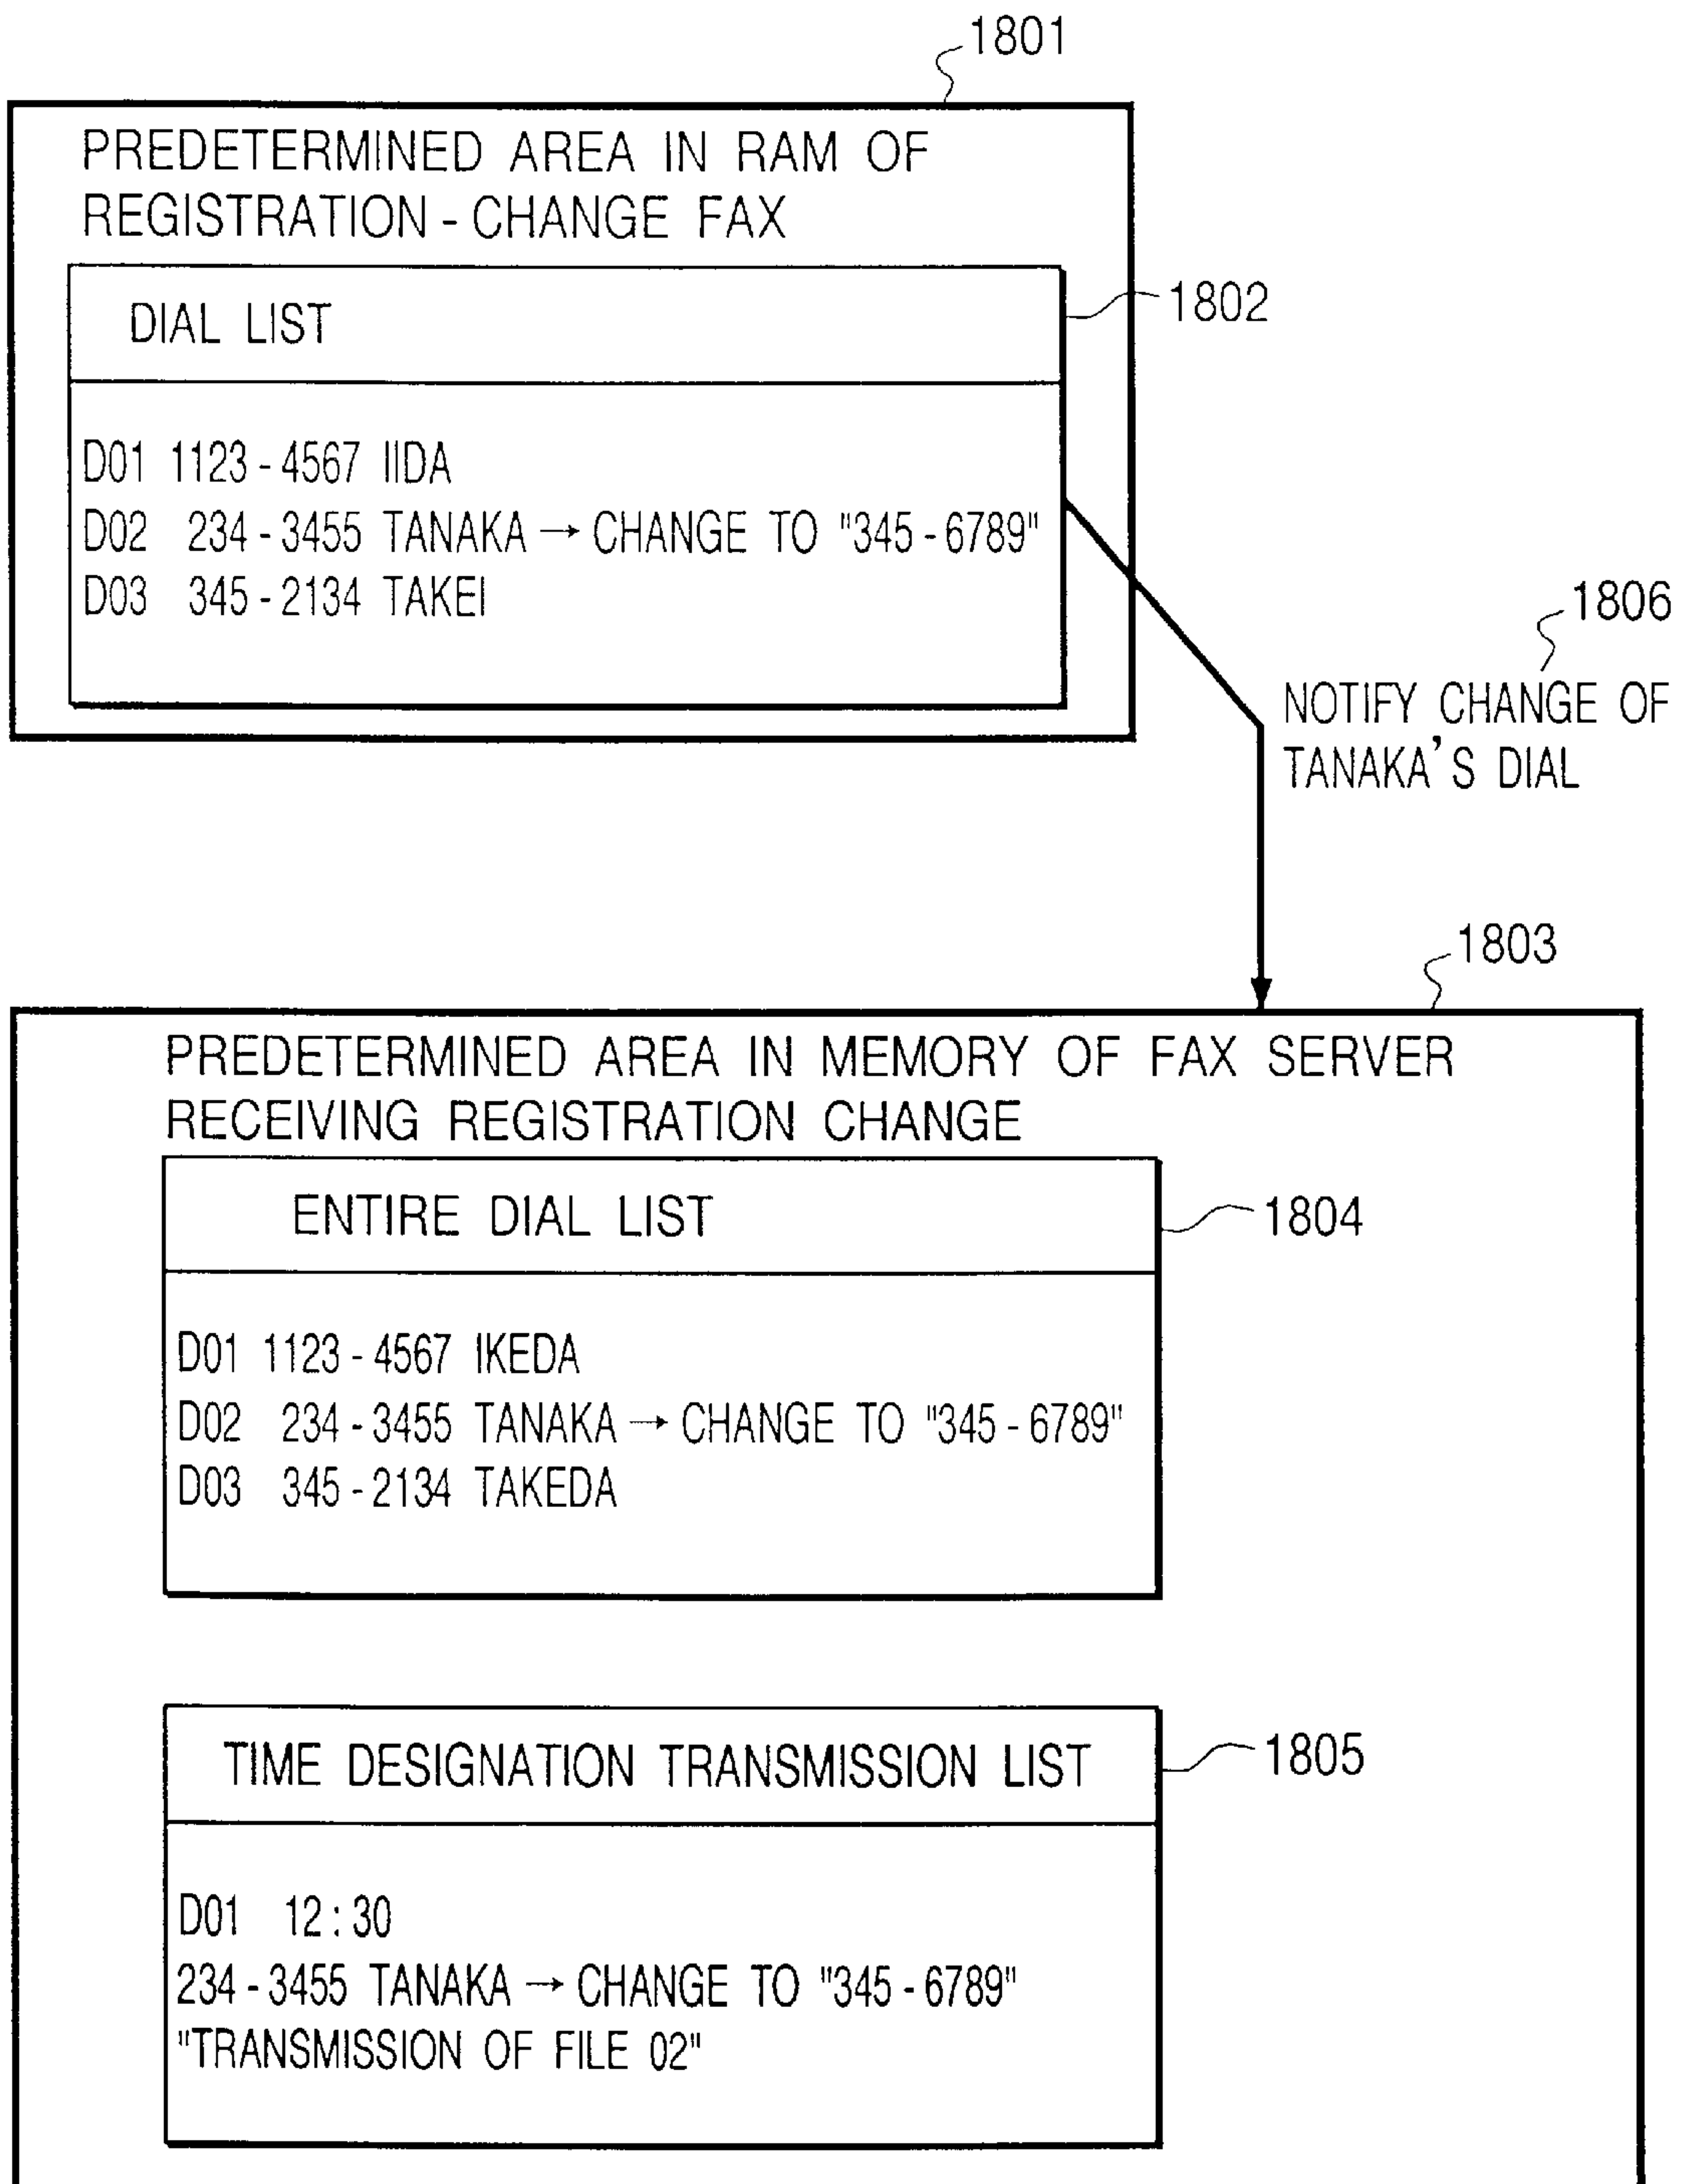 1801
PREDETERMINED AREA IN RAM OF
REGISTRATION - CHANGE FAX
DIAL LIST
1802
D01 1123 - 4567 IIDA
D02 234 - 3455 TANAKA → CHANGE TO "345 - 6789"
D03 345 - 2134 TAKEI
1806
NOTIFY CHANGE OF
TANAKA'S DIAL
1803
PREDETERMINED AREA IN MEMORY OF FAX SERVER
RECEIVING REGISTRATION CHANGE
ENTIRE DIAL LIST
1804
D01 1123 - 4567 IKEDA
D02 234 - 3455 TANAKA → CHANGE TO "345 - 6789"
D03 345 - 2134 TAKEDA
TIME DESIGNATION TRANSMISSION LIST
1805
D01 12 : 30
234 - 3455 TANAKA → CHANGE TO "345 - 6789"
"TRANSMISSION OF FILE 02"